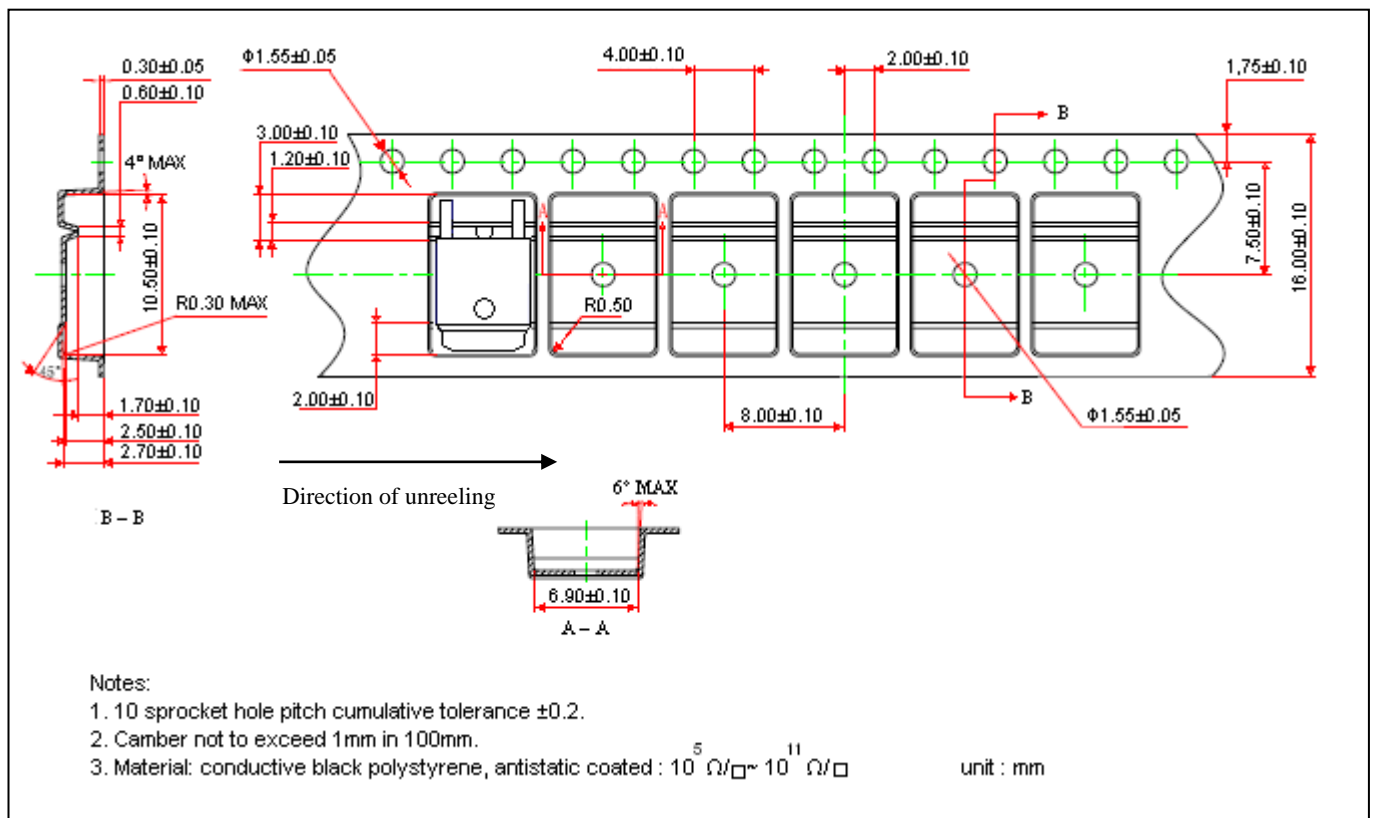 0.30±0.05
0.60±0.10
Φ1.55±0.05
4.00±0.10
2.00±0.10
1,75±0.10
B
3.00±0.10
1.20±0.10
4° MAX
A
A
10.50±0.10
7.50±0.10
16.00±0.10
R0.30 MAX
R0.50
45°
2.00±0.10
8.00±0.10
B
Φ1.55±0.05
1.70±0.10
2.50±0.10
2.70±0.10
Direction of unreeling
6° MAX
B – B
6.90±0.10
A – A
Notes:
1. 10 sprocket hole pitch cumulative tolerance ±0.2.
2. Camber not to exceed 1mm in 100mm.
3. Material: conductive black polystyrene, antistatic coated : 10⁵ Ω/□~ 10¹¹ Ω/□ unit : mm